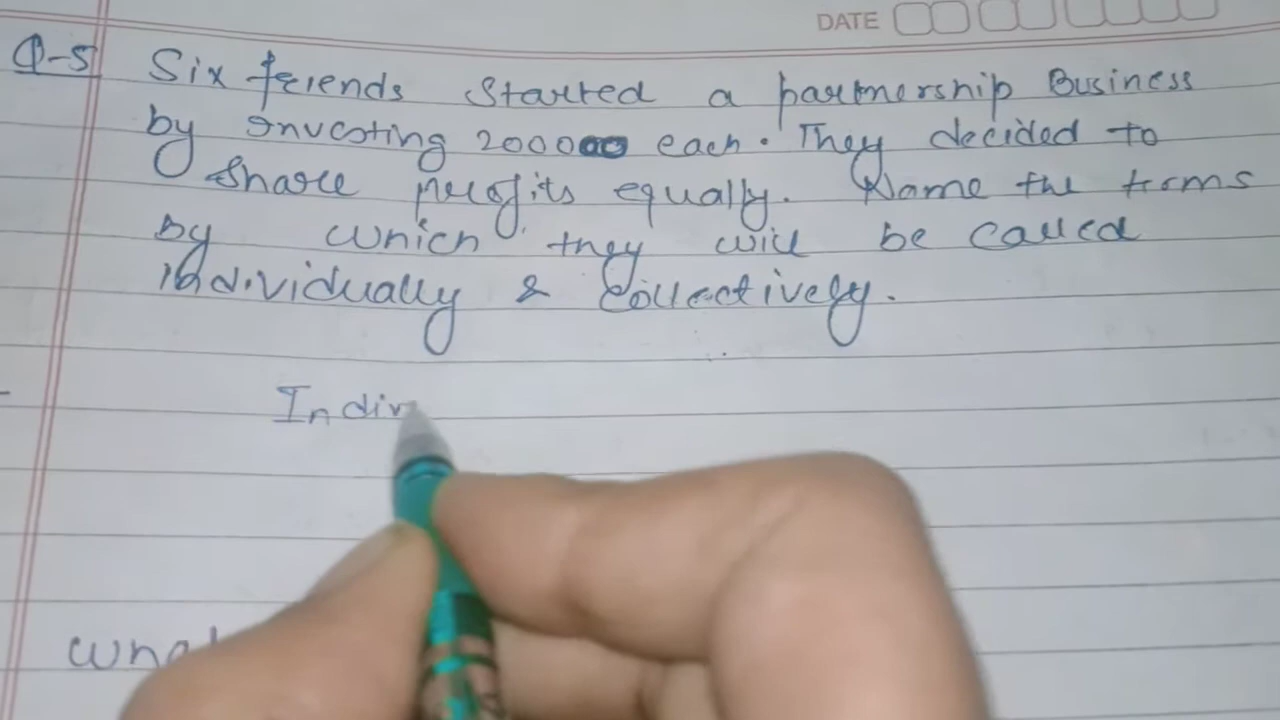 DATE
Q-5 Six friends started a partnership Business
by Investing 200000 each. They decided to
share profits equally. Name the terms
by which they will be called
individually & collectively.
Indiv